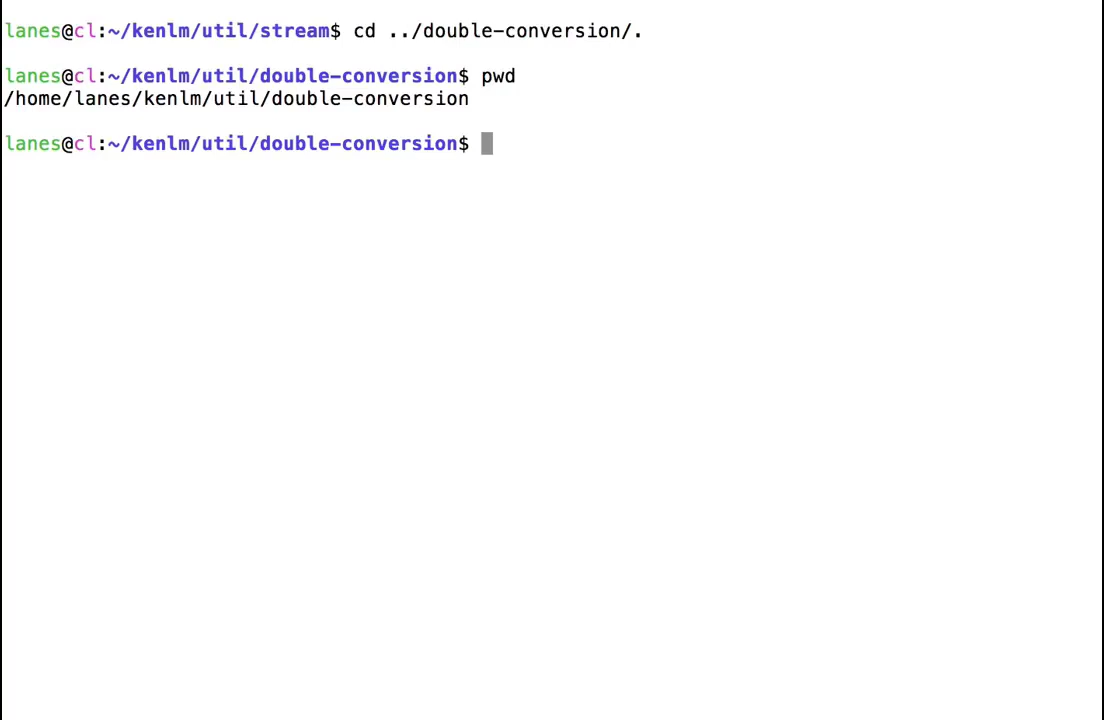 lanes@cl:~/kenlm/util/stream$ cd ../double-conversion/.
lanes@cl:~/kenlm/util/double-conversion$ pwd
/home/lanes/kenlm/util/double-conversion
lanes@cl:~/kenlm/util/double-conversion$